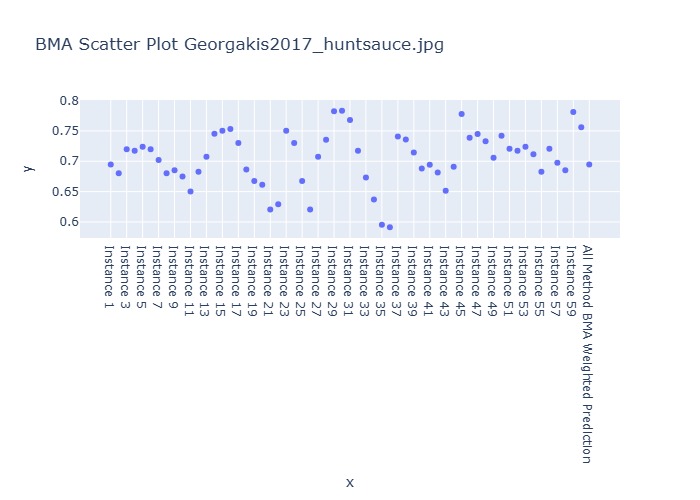 BMA Scatter Plot Georgakis2017_huntsauce.jpg
0.8
0.75
0.7
0.65
0.6
y
Instance 1
Instance 3
Instance 5
Instance 7
Instance 9
Instance 11
Instance 13
Instance 15
Instance 17
Instance 19
Instance 21
Instance 23
Instance 25
Instance 27
Instance 29
Instance 31
Instance 33
Instance 35
Instance 37
Instance 39
Instance 41
Instance 43
Instance 45
Instance 47
Instance 49
Instance 51
Instance 53
Instance 55
Instance 57
Instance 59
All Method BMA Weighted Prediction
x